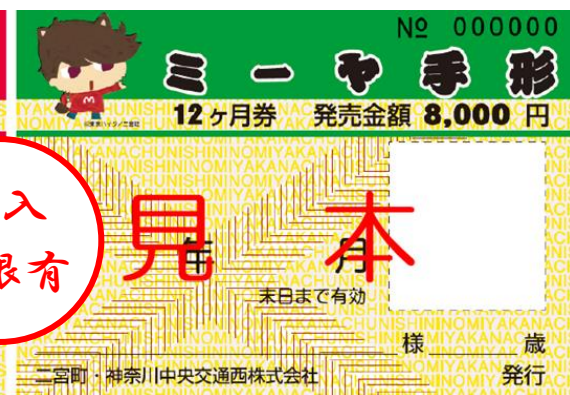 № 000000
ミーヤ手形
12ヶ月券 発売金額 8,000 円
見本
年 月
末日まで有効
入
限有
様 歳
二宮町・神奈川中央交通西株式会社 発行